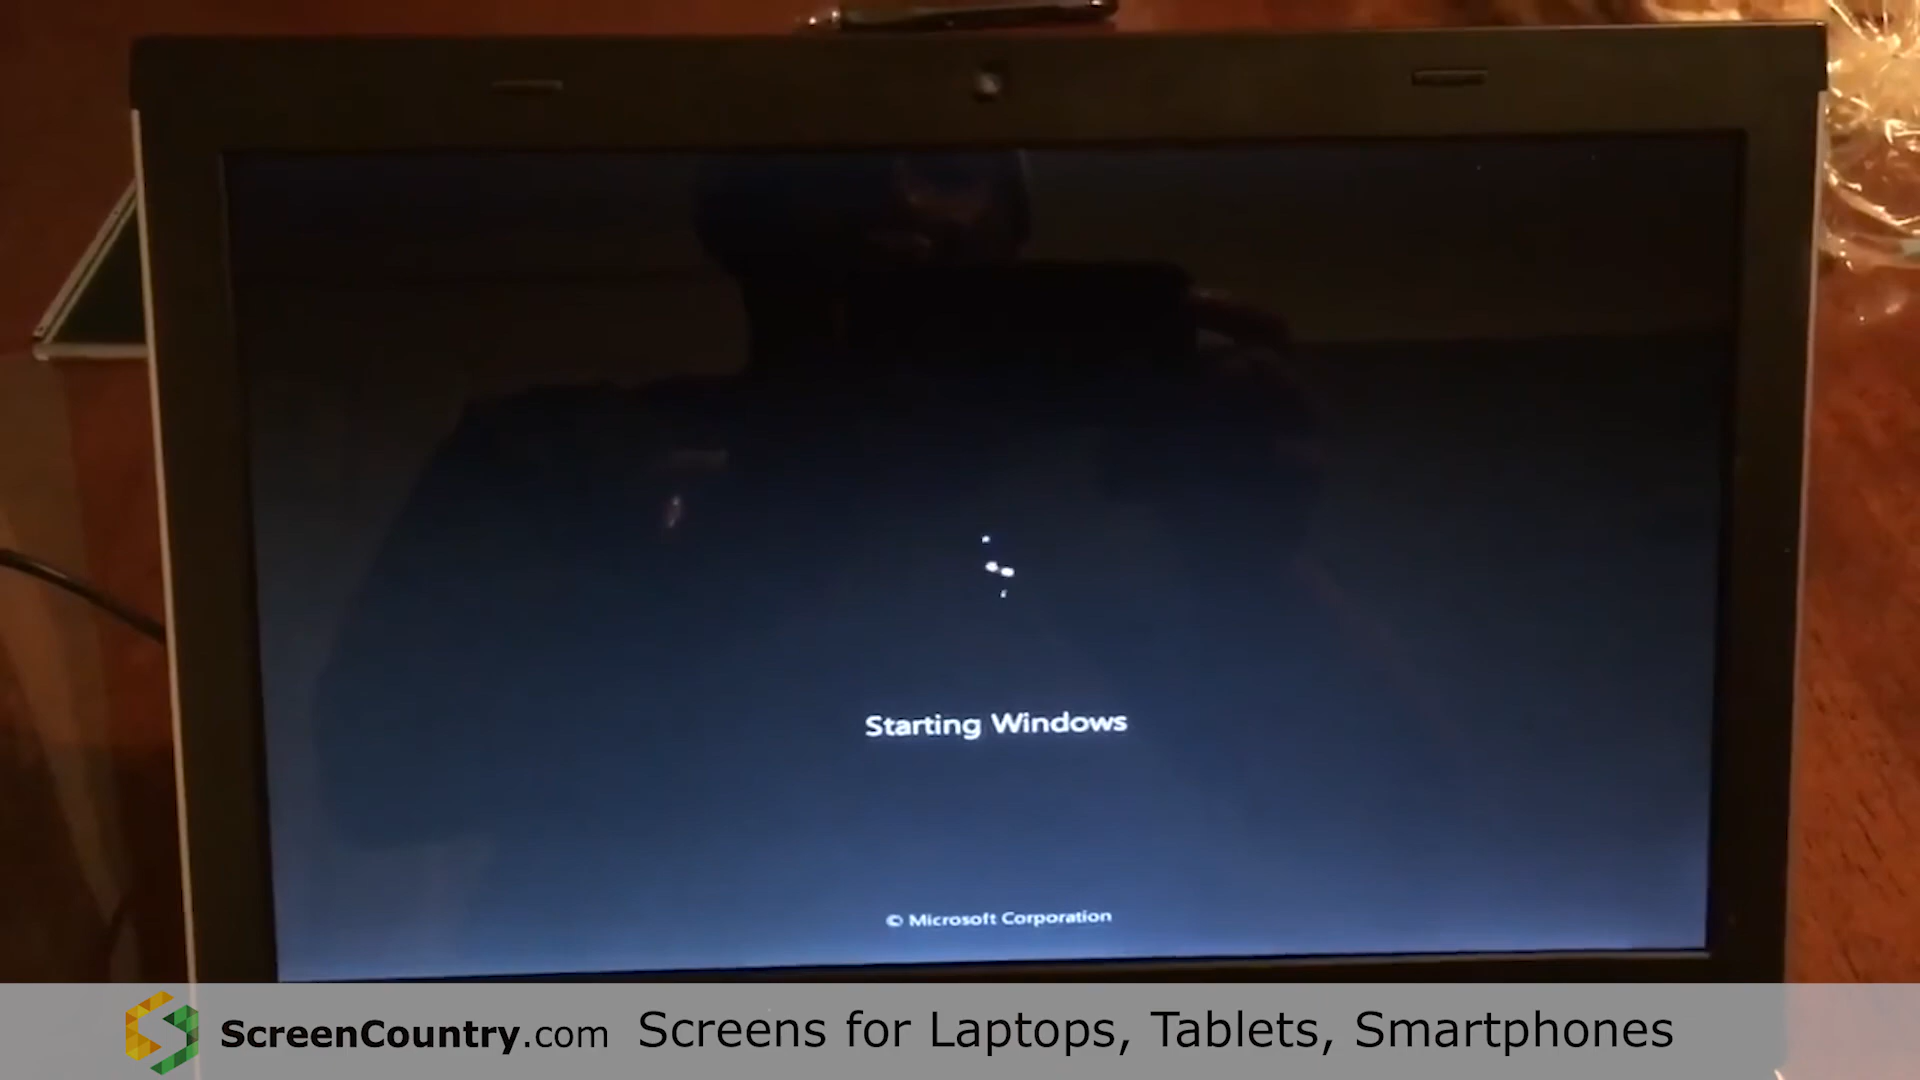 Starting Windows
© Microsoft Corporation
ScreenCountry.com Screens for Laptops, Tablets, Smartphones